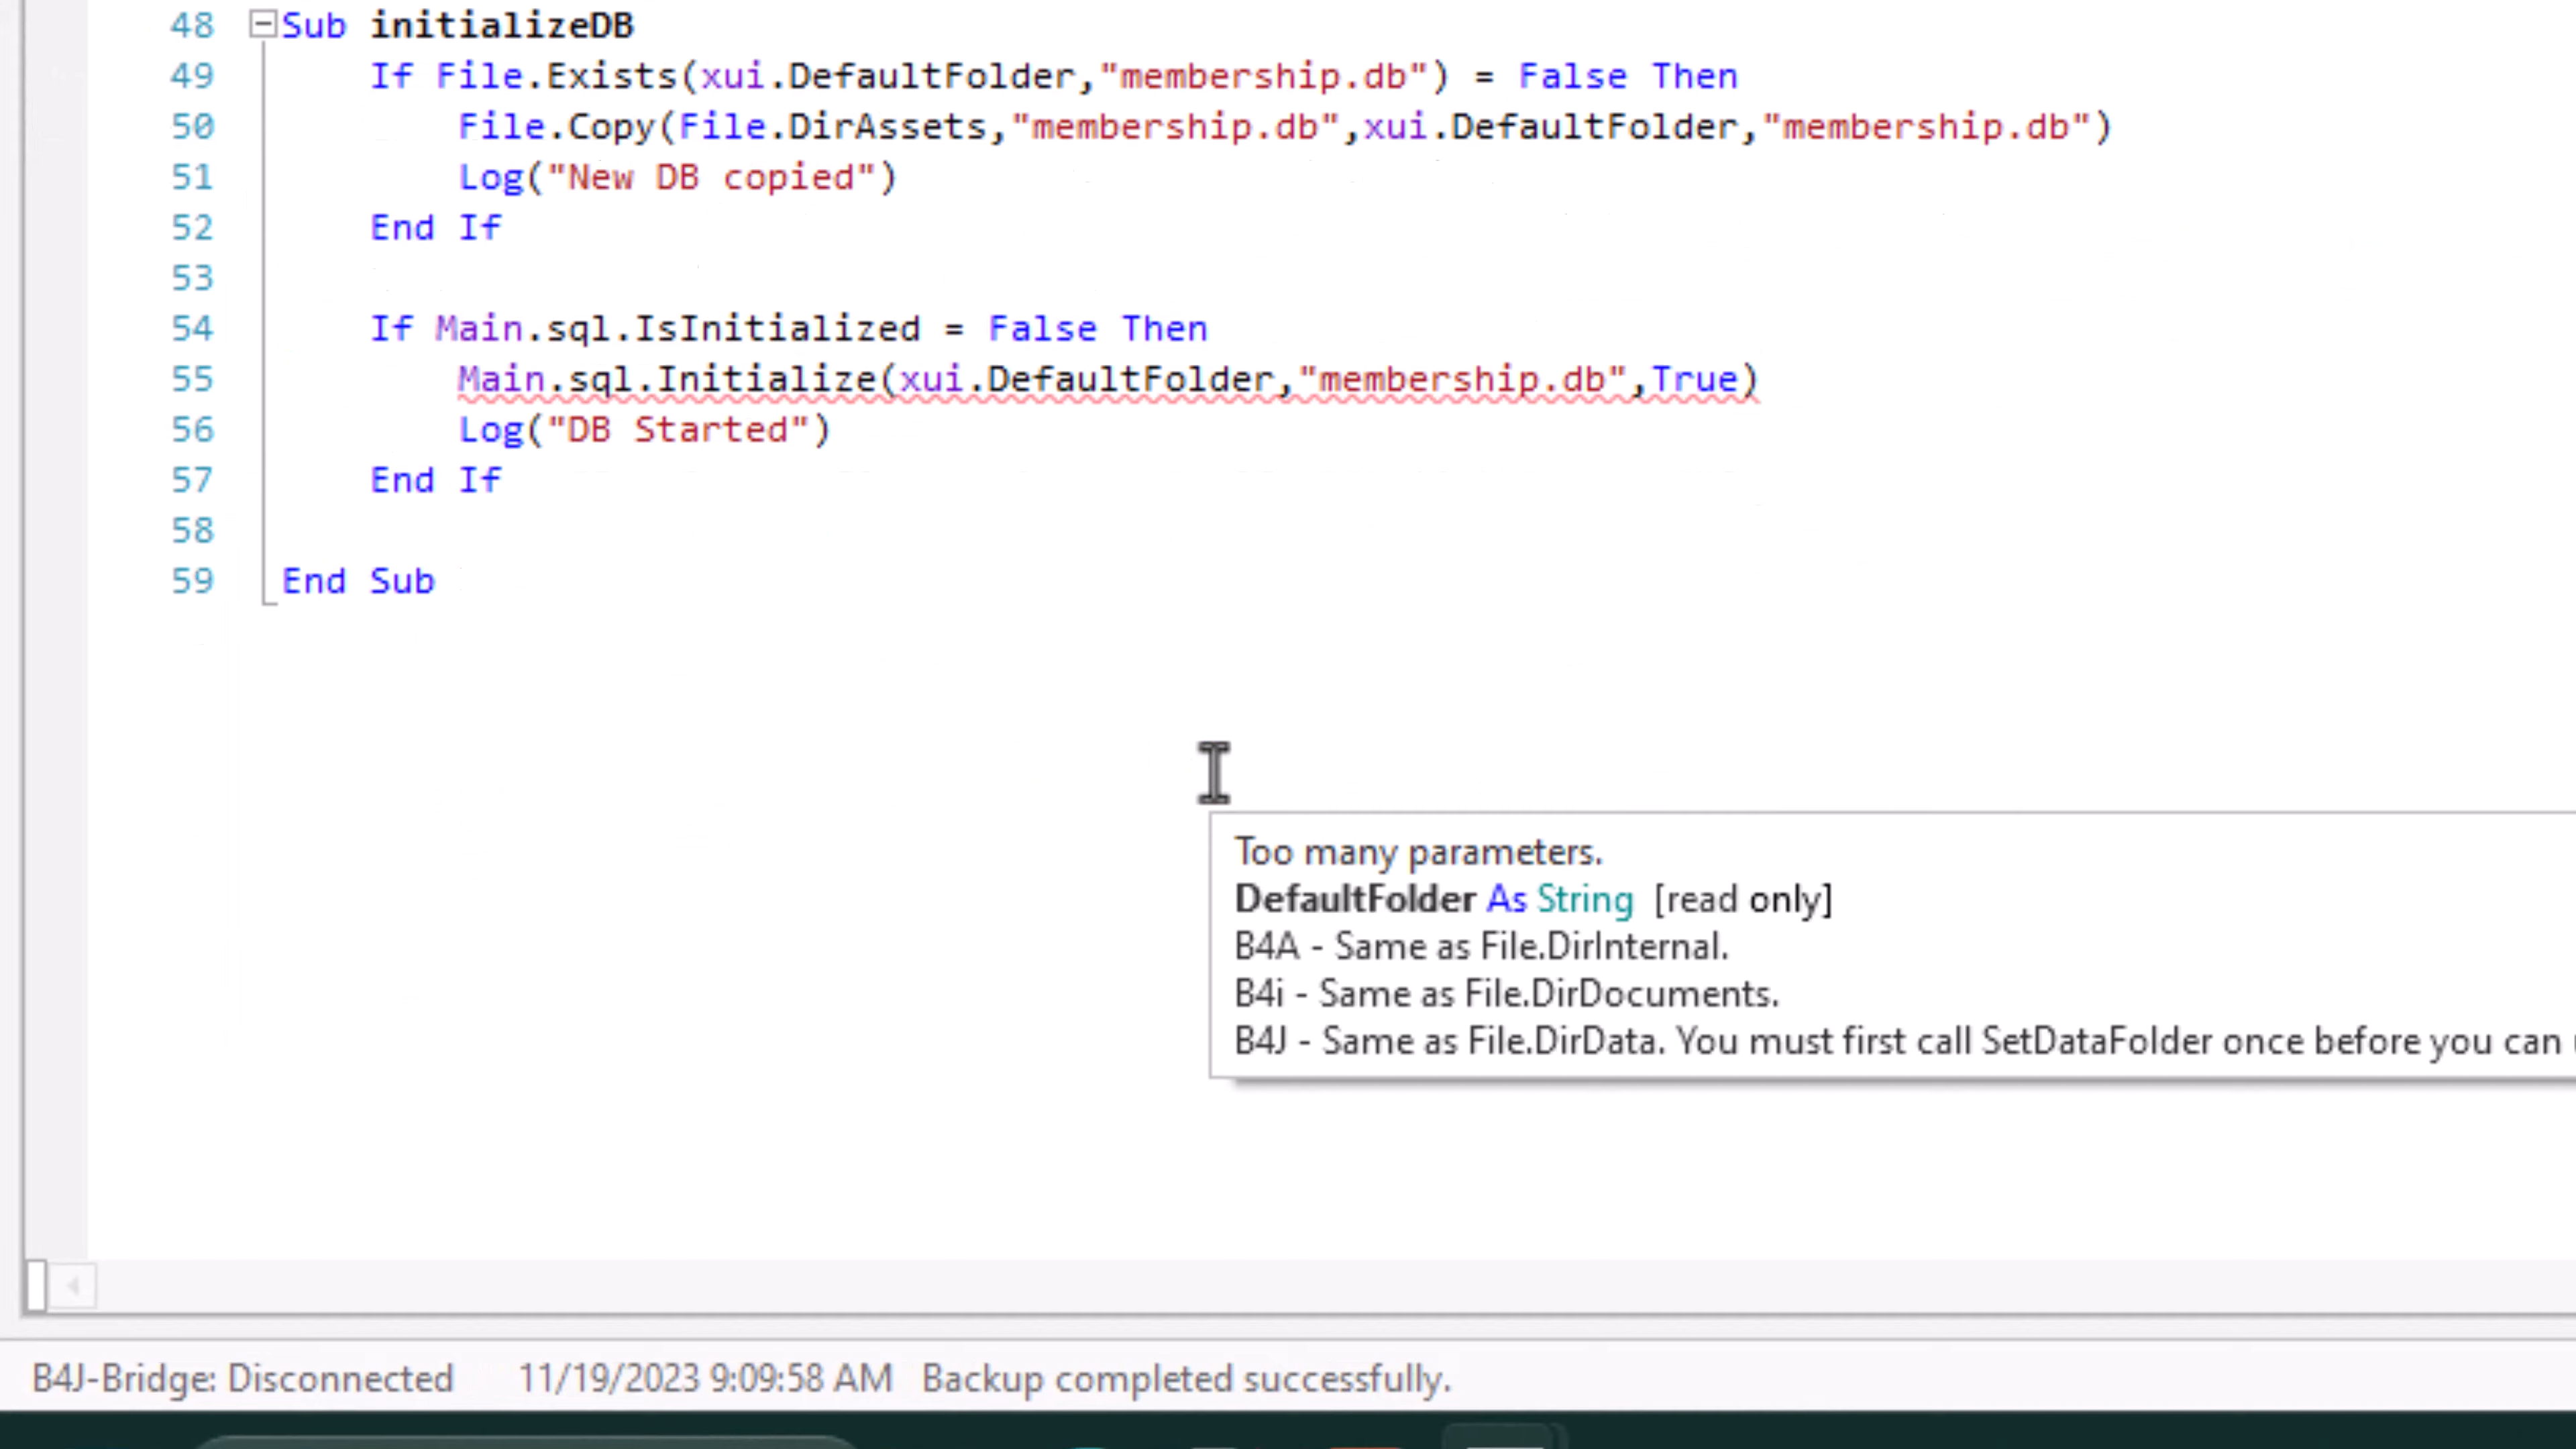 48 Sub initializeDB
49 If File.Exists(xui.DefaultFolder,"membership.db") = False Then
50 File.Copy(File.DirAssets,"membership.db",xui.DefaultFolder,"membership.db")
51 Log("New DB copied")
52 End If
53
54 If Main.sql.IsInitialized = False Then
55 Main.sql.Initialize(xui.DefaultFolder,"membership.db",True)
56 Log("DB Started")
57 End If
58
59 End Sub
Too many parameters.
DefaultFolder As String [read only]
B4A - Same as File.DirInternal.
B4i - Same as File.DirDocuments.
B4J - Same as File.DirData. You must first call SetDataFolder once before you can
B4J-Bridge: Disconnected 11/19/2023 9:09:58 AM Backup completed successfully.